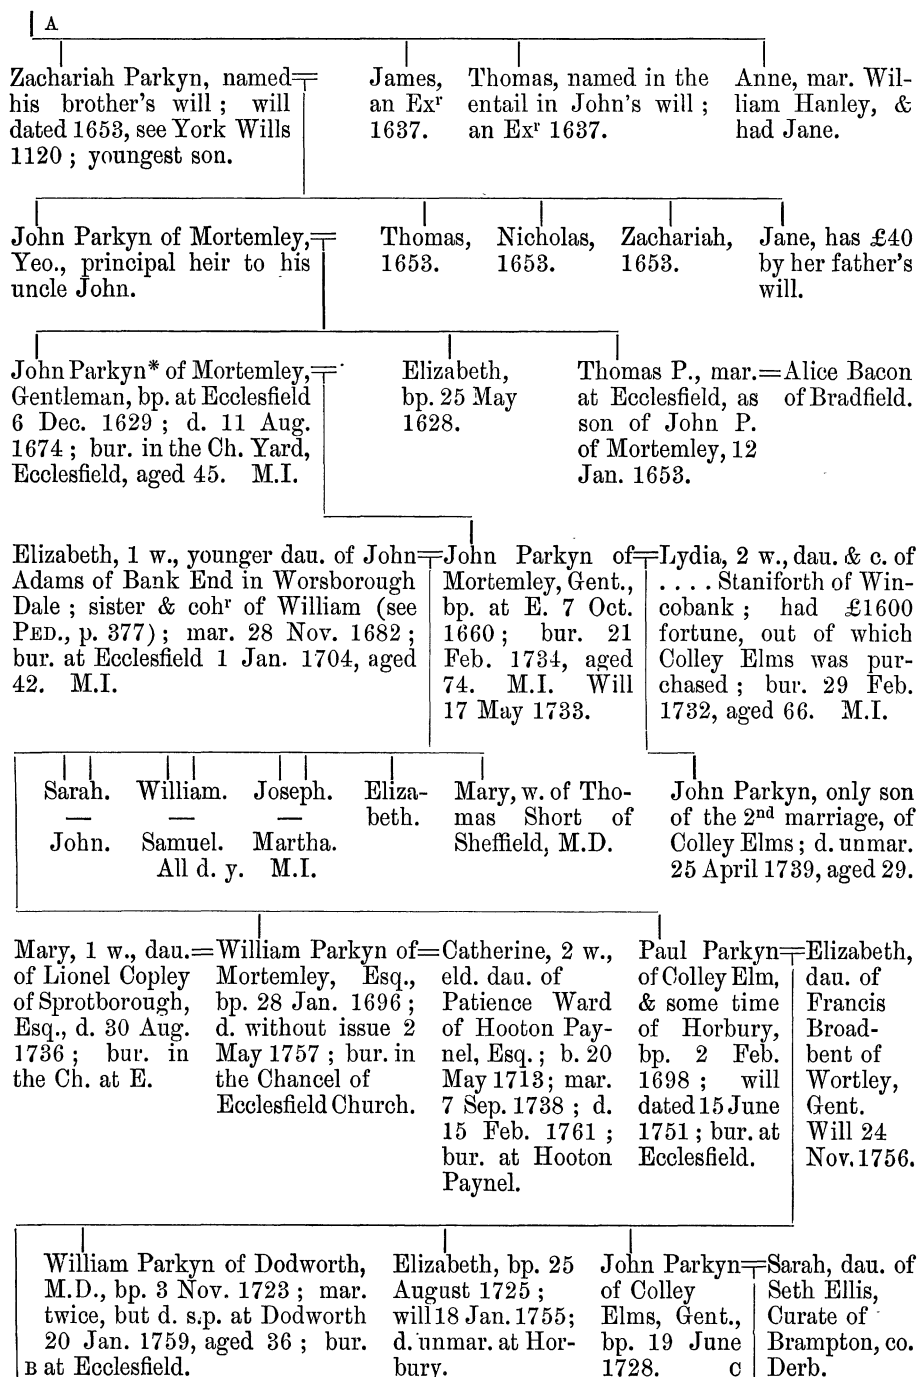 A
Zachariah Parkyn, named
his brother's will ; will
dated 1653, see York Wills
1120 ; youngest son.
James,
an Exr
1637.
Thomas, named in the
entail in John's will ;
an Exr 1637.
Anne, mar. Wil-
liam Hanley, &
had Jane.
John Parkyn of Mortemley,
Yeo., principal heir to his
uncle John.
Thomas,
1653.
Nicholas,
1653.
Zachariah,
1653.
Jane, has £40
by her father's
will.
John Parkyn* of Mortemley,
Gentleman, bp. at Ecclesfield
6 Dec. 1629 ; d. 11 Aug.
1674 ; bur. in the Ch. Yard,
Ecclesfield, aged 45. M.I.
Elizabeth,
bp. 25 May
1628.
Thomas P., mar.
at Ecclesfield, as
son of John P.
of Mortemley, 12
Jan. 1653.
=Alice Bacon
of Bradfield.
Elizabeth, 1 w., younger dau. of John
Adams of Bank End in Worsborough
Dale ; sister & cohr of William (see
PED., p. 377) ; mar. 28 Nov. 1682 ;
bur. at Ecclesfield 1 Jan. 1704, aged
42. M.I.
John Parkyn of
Mortemley, Gent.,
bp. at E. 7 Oct.
1660 ; bur. 21
Feb. 1734, aged
74. M.I. Will
17 May 1733.
Lydia, 2 w., dau. & c. of
. . . . Staniforth of Win-
cobank ; had £1600
fortune, out of which
Colley Elms was pur-
chased ; bur. 29 Feb.
1732, aged 66. M.I.
Sarah.
—
John.
William.
—
Samuel.
Joseph.
—
Martha.
All d. y. M.I.
Eliza-
beth.
Mary, w. of Tho-
mas Short of
Sheffield, M.D.
John Parkyn, only son
of the 2nd marriage, of
Colley Elms ; d. unmar.
25 April 1739, aged 29.
Mary, 1 w., dau.
of Lionel Copley
of Sprotborough,
Esq., d. 30 Aug.
1736 ; bur. in
the Ch. at E.
=William Parkyn of
Mortemley, Esq.,
bp. 28 Jan. 1696 ;
d. without issue 2
May 1757 ; bur. in
the Chancel of
Ecclesfield Church.
=Catherine, 2 w.,
eld. dau. of
Patience Ward
of Hooton Pay-
nel, Esq. ; b. 20
May 1713; mar.
7 Sep. 1738 ; d.
15 Feb. 1761 ;
bur. at Hooton
Paynel.
Paul Parkyn
of Colley Elm,
& some time
of Horbury,
bp. 2 Feb.
1698 ; will
dated 15 June
1751 ; bur. at
Ecclesfield.
Elizabeth,
dau. of
Francis
Broad-
bent of
Wortley,
Gent.
Will 24
Nov. 1756.
William Parkyn of Dodworth,
M.D., bp. 3 Nov. 1723 ; mar.
twice, but d. s.p. at Dodworth
20 Jan. 1759, aged 36 ; bur.
B at Ecclesfield.
Elizabeth, bp. 25
August 1725 ;
will 18 Jan. 1755;
d. unmar. at Hor-
bury.
John Parkyn
of Colley
Elms, Gent.,
bp. 19 June
1728. C
Sarah, dau. of
Seth Ellis,
Curate of
Brampton, co.
Derb.